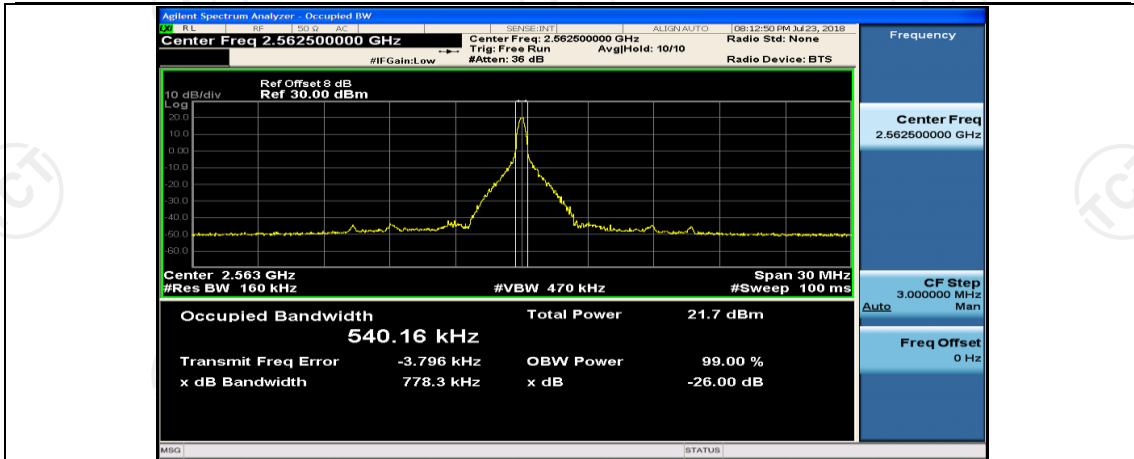 Agilent Spectrum Analyzer - Occupied BW
LXI RL RF 50 Ω AC SENSE:INT ALIGN AUTO 08:12:50 PM Jul 23, 2018
Center Freq 2.562500000 GHz
Center Freq: 2.562500000 GHz
Radio Std: None
Trig: Free Run Avg|Hold: 10/10
#IFGain:Low
#Atten: 36 dB
Radio Device: BTS
Frequency
Ref Offset 8 dB
10 dB/div Ref 30.00 dBm
Log
20.0
10.0
0.00
-10.0
-20.0
-30.0
-40.0
-50.0
-60.0
Center 2.563 GHz
Span 30 MHz
#Res BW 160 kHz
#VBW 470 kHz
#Sweep 100 ms
Occupied Bandwidth
540.16 kHz
Total Power 21.7 dBm
Transmit Freq Error -3.796 kHz
OBW Power 99.00 %
x dB Bandwidth 778.3 kHz
x dB -26.00 dB
Center Freq
2.562500000 GHz
CF Step
3.000000 MHz
Auto Man
Freq Offset
0 Hz
MSG
STATUS
TCT
TCT